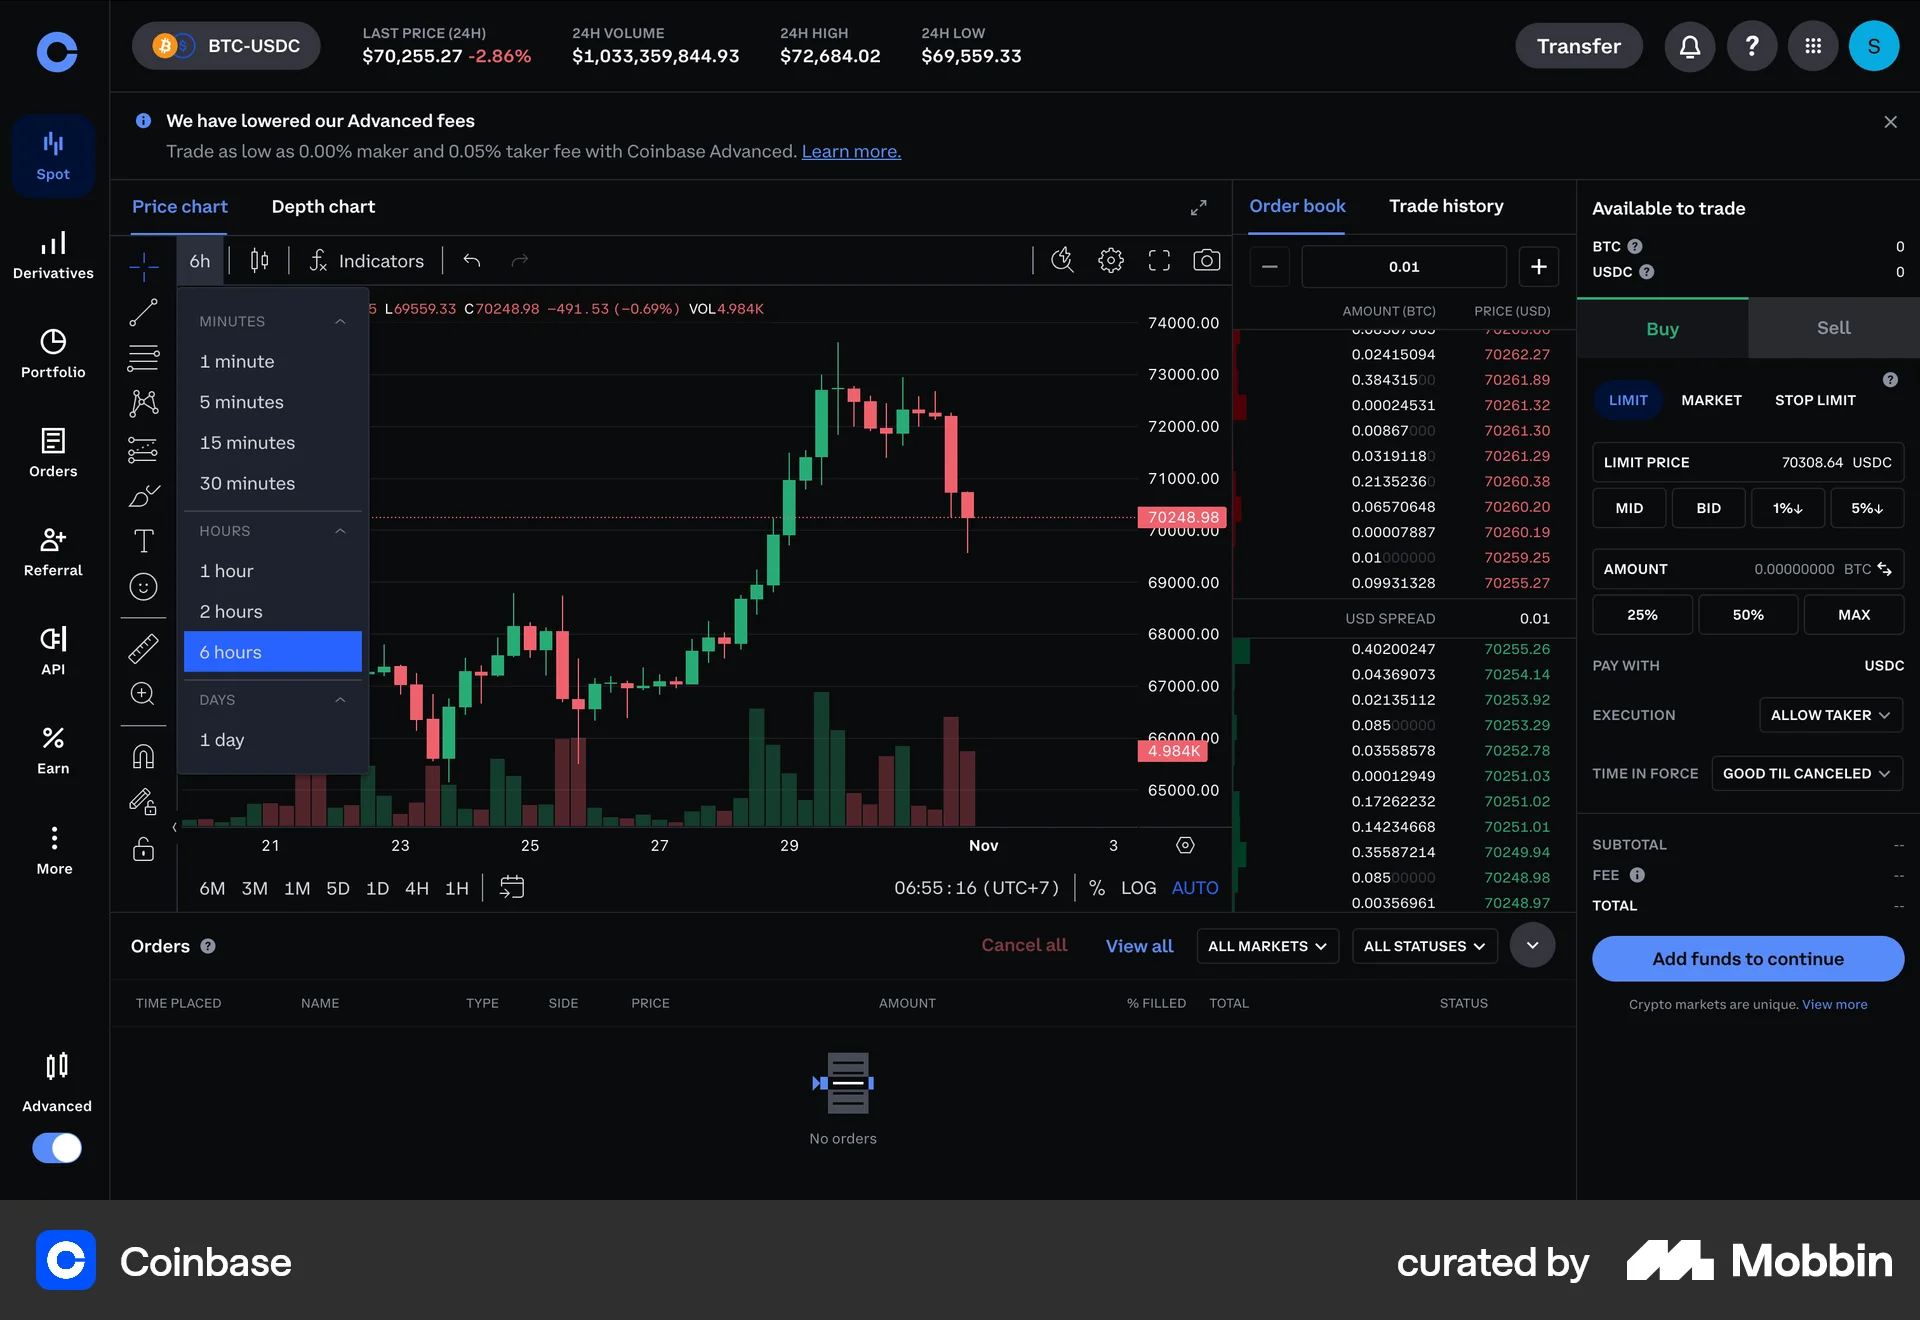 BTC-USDC
LAST PRICE (24H)
$70,255.27 -2.86%
24H VOLUME
$1,033,359,844.93
24H HIGH
$72,684.02
24H LOW
$69,559.33
Transfer
?
S
We have lowered our Advanced fees
Trade as low as 0.00% maker and 0.05% taker fee with Coinbase Advanced. Learn more.
Spot
Derivatives
Portfolio
Orders
Referral
API
Earn
More
Advanced
Price chart
Depth chart
6h
Indicators
5 L69559.33 C70248.98 −491.53 (−0.69%) VOL4.984K
MINUTES
1 minute
5 minutes
15 minutes
30 minutes
HOURS
1 hour
2 hours
6 hours
DAYS
1 day
74000.00
73000.00
72000.00
71000.00
70248.98
70000.00
69000.00
68000.00
67000.00
66000.00
4.984K
65000.00
21 23 25 27 29 Nov 3
6M 3M 1M 5D 1D 4H 1H
06:55:16 (UTC+7) % LOG AUTO
Order book
Trade history
0.01
AMOUNT (BTC) PRICE (USD)
0.02415094 70262.27
0.38431500 70261.89
0.00024531 70261.32
0.00867000 70261.30
0.03191180 70261.29
0.21352360 70260.38
0.06570648 70260.20
0.00007887 70260.19
0.01000000 70259.25
0.09931328 70255.27
USD SPREAD 0.01
0.40200247 70255.26
0.04369073 70254.14
0.02135112 70253.92
0.08500000 70253.29
0.03558578 70252.78
0.00012949 70251.03
0.17262232 70251.02
0.14234668 70251.01
0.35587214 70249.94
0.08500000 70248.98
0.00356961 70248.97
Available to trade
BTC ? 0
USDC ? 0
Buy
Sell
?
LIMIT MARKET STOP LIMIT
LIMIT PRICE 70308.64 USDC
MID BID 1%↓ 5%↓
AMOUNT 0.00000000 BTC
25% 50% MAX
PAY WITH USDC
EXECUTION ALLOW TAKER
TIME IN FORCE GOOD TIL CANCELED
SUBTOTAL --
FEE --
TOTAL --
Add funds to continue
Crypto markets are unique. View more
Orders ?
Cancel all
View all
ALL MARKETS
ALL STATUSES
TIME PLACED NAME TYPE SIDE PRICE AMOUNT % FILLED TOTAL STATUS
No orders
Coinbase
curated by
Mobbin